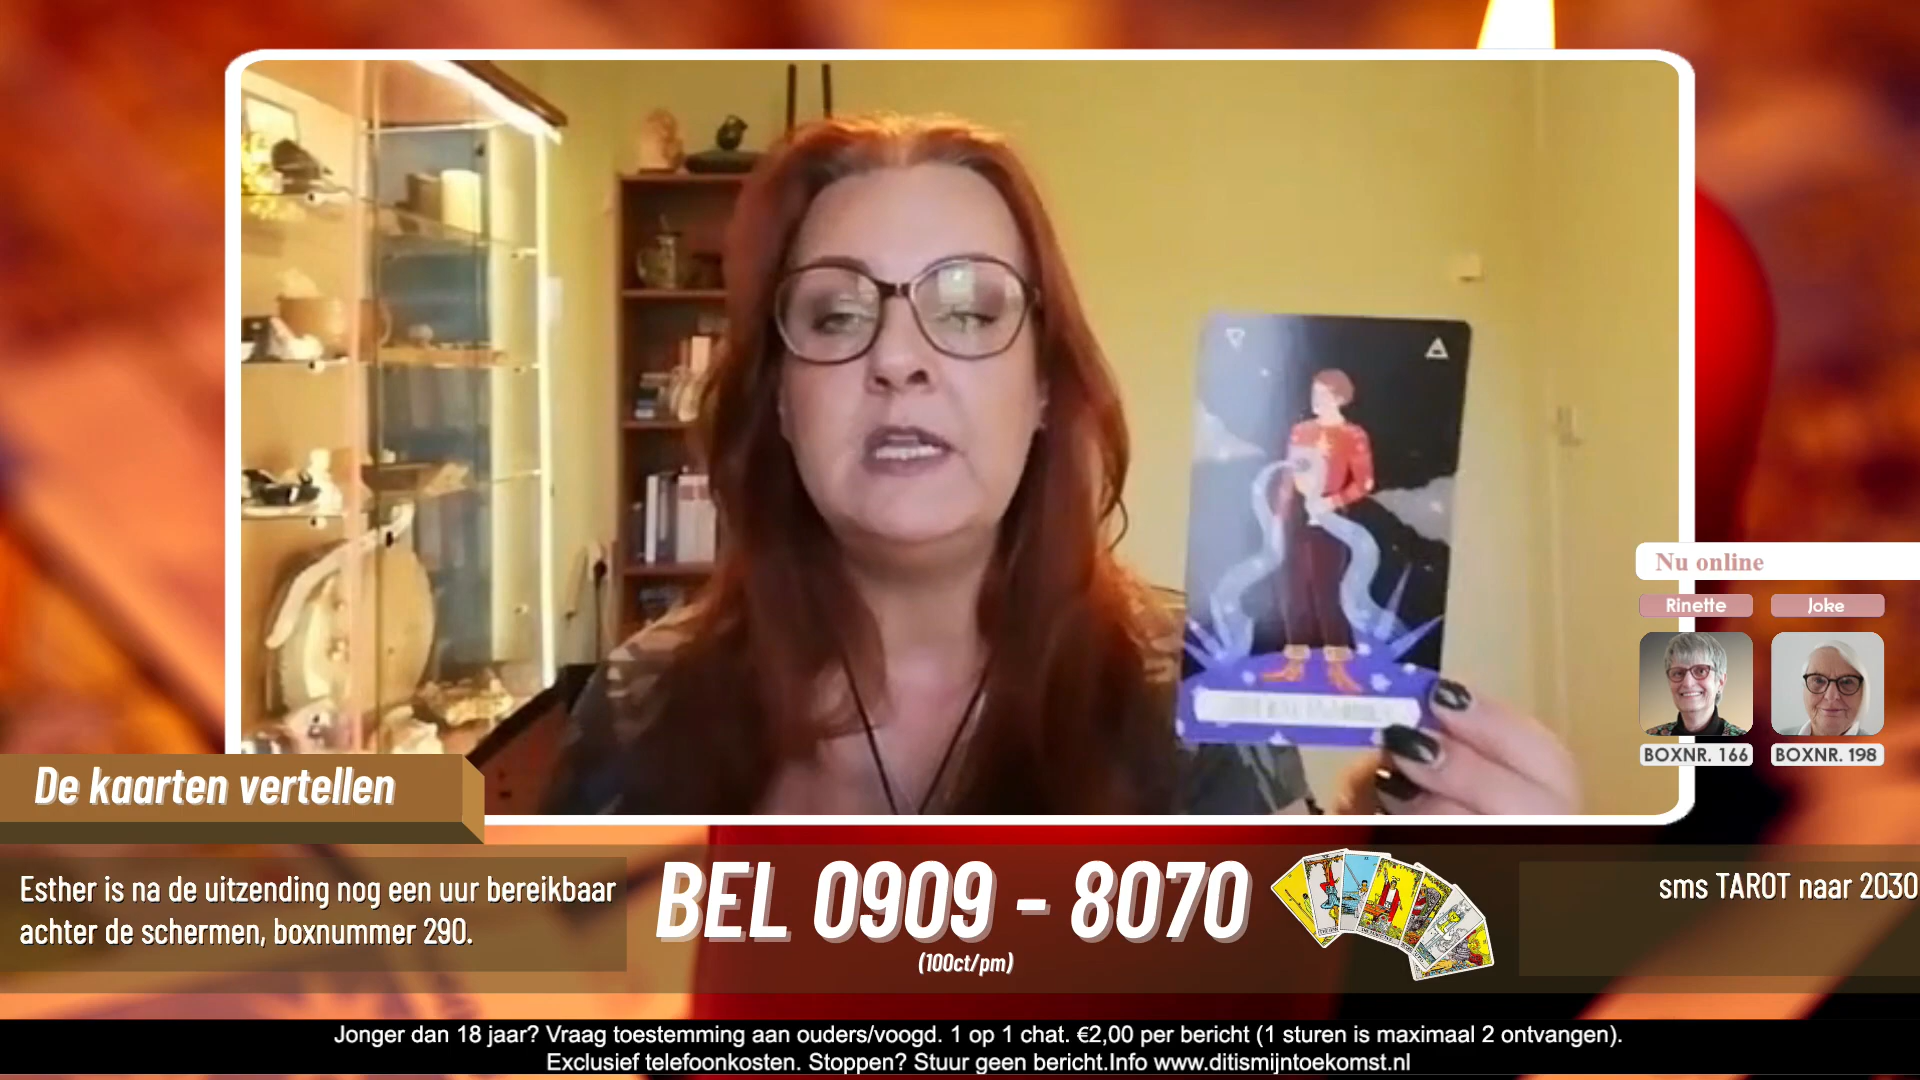 Nu online
Rinette
Joke
BOXNR. 166
BOXNR. 198
De kaarten vertellen
Esther is na de uitzending nog een uur bereikbaar
achter de schermen, boxnummer 290.
BEL 0909 - 8070
(100ct/pm)
sms TAROT naar 2030
Jonger dan 18 jaar? Vraag toestemming aan ouders/voogd. 1 op 1 chat. €2,00 per bericht (1 sturen is maximaal 2 ontvangen).
Exclusief telefoonkosten. Stoppen? Stuur geen bericht.Info www.ditismijntoekomst.nl